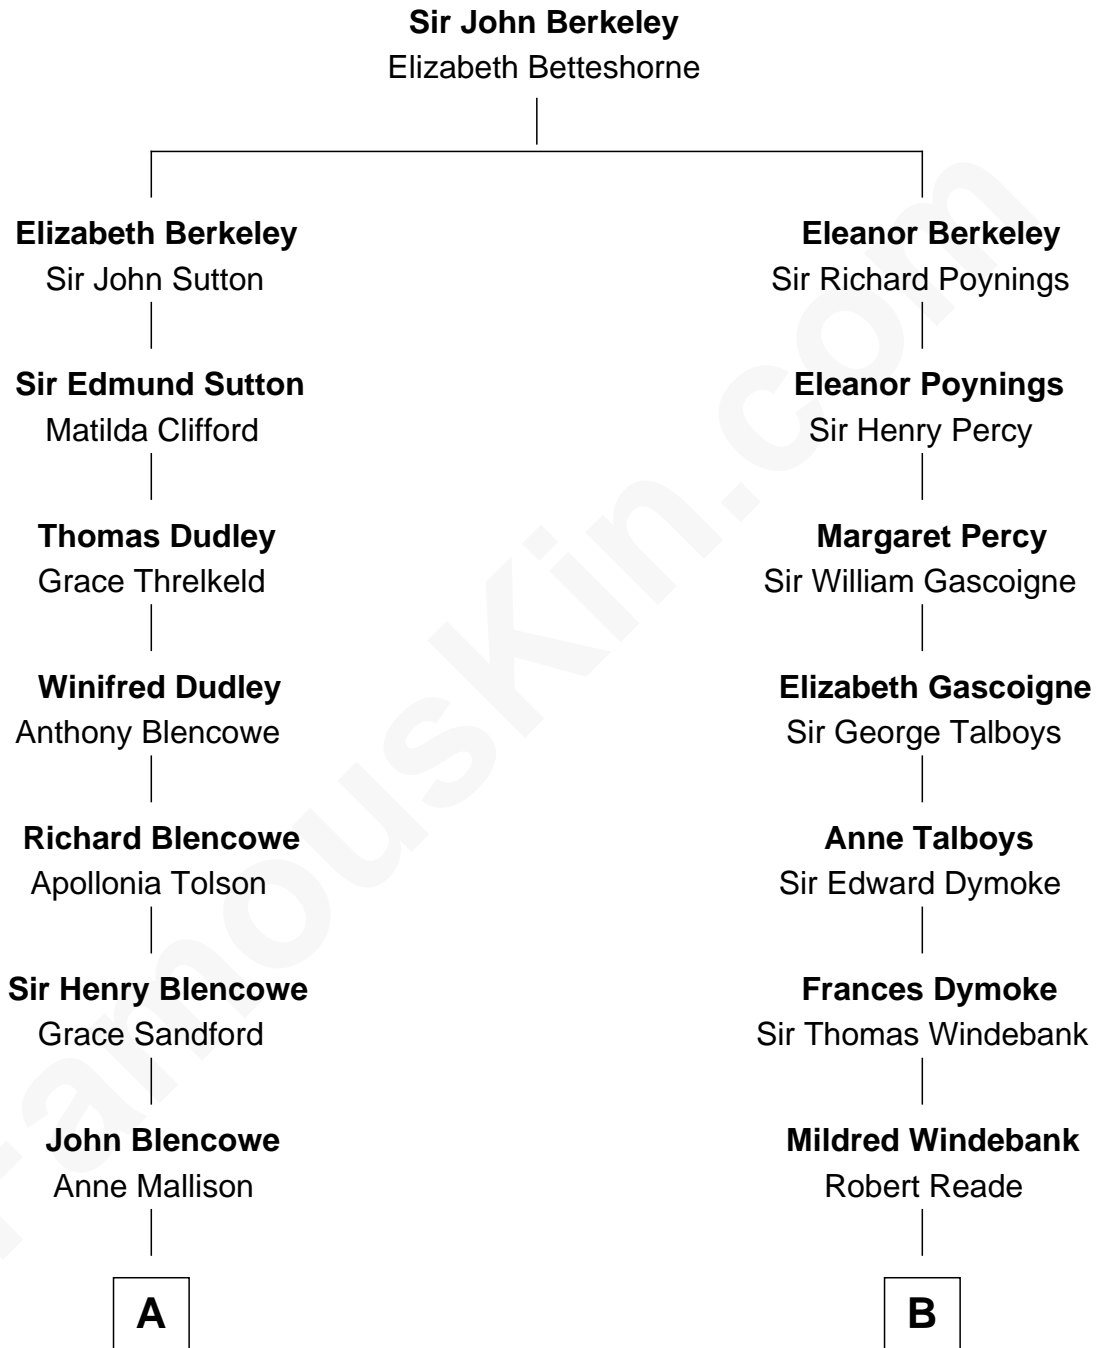 Sir John Berkeley
Elizabeth Betteshorne
Elizabeth Berkeley
Sir John Sutton
Sir Edmund Sutton
Matilda Clifford
Thomas Dudley
Grace Threlkeld
Winifred Dudley
Anthony Blencowe
Richard Blencowe
Apollonia Tolson
Sir Henry Blencowe
Grace Sandford
John Blencowe
Anne Mallison
A
Eleanor Berkeley
Sir Richard Poynings
Eleanor Poynings
Sir Henry Percy
Margaret Percy
Sir William Gascoigne
Elizabeth Gascoigne
Sir George Talboys
Anne Talboys
Sir Edward Dymoke
Frances Dymoke
Sir Thomas Windebank
Mildred Windebank
Robert Reade
B
FamousKin.com